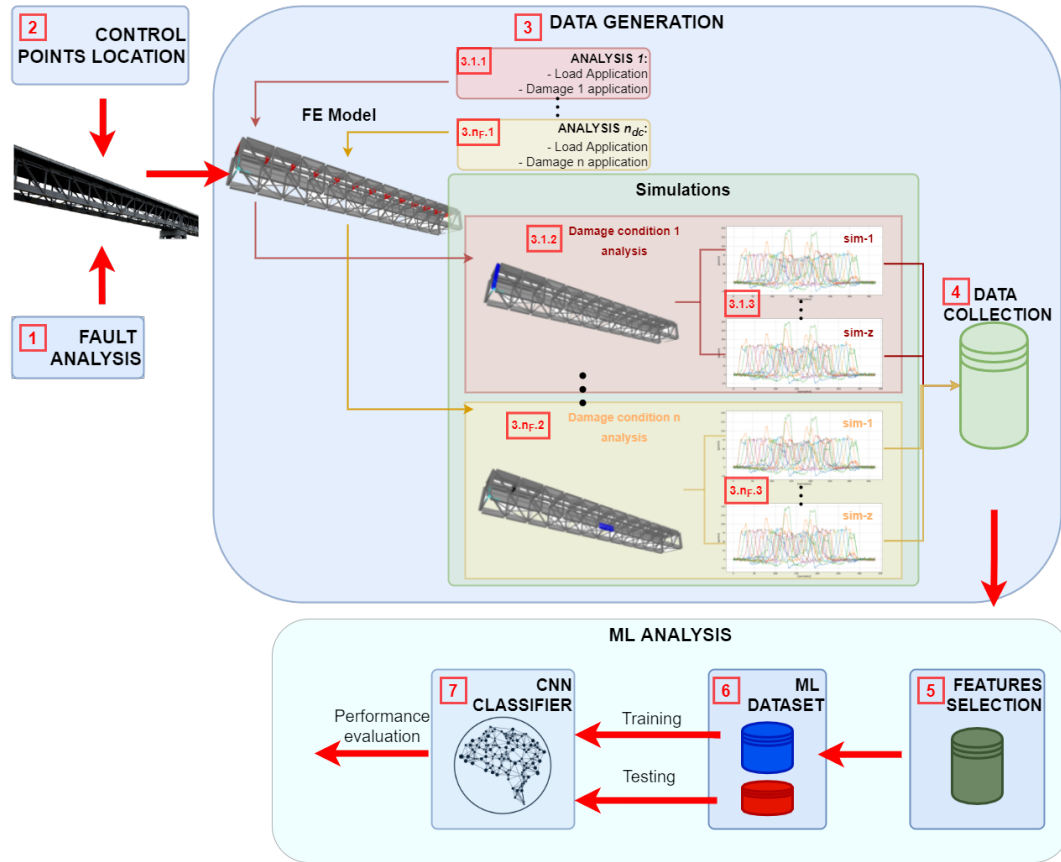 2 CONTROL
POINTS LOCATION
1 FAULT
ANALYSIS
3 DATA GENERATION
3.1.1 ANALYSIS 1:
- Load Application
- Damage 1 application
FE Model
3.nF.1 ANALYSIS ndc:
- Load Application
- Damage n application
Simulations
3.1.2 Damage condition 1
analysis
sim-1
3.1.3
sim-z
3.nF.2 Damage condition n
analysis
sim-1
3.nF.3
sim-z
4 DATA
COLLECTION
ML ANALYSIS
5 FEATURES
SELECTION
6 ML
DATASET
Training
Testing
7 CNN
CLASSIFIER
Performance
evaluation